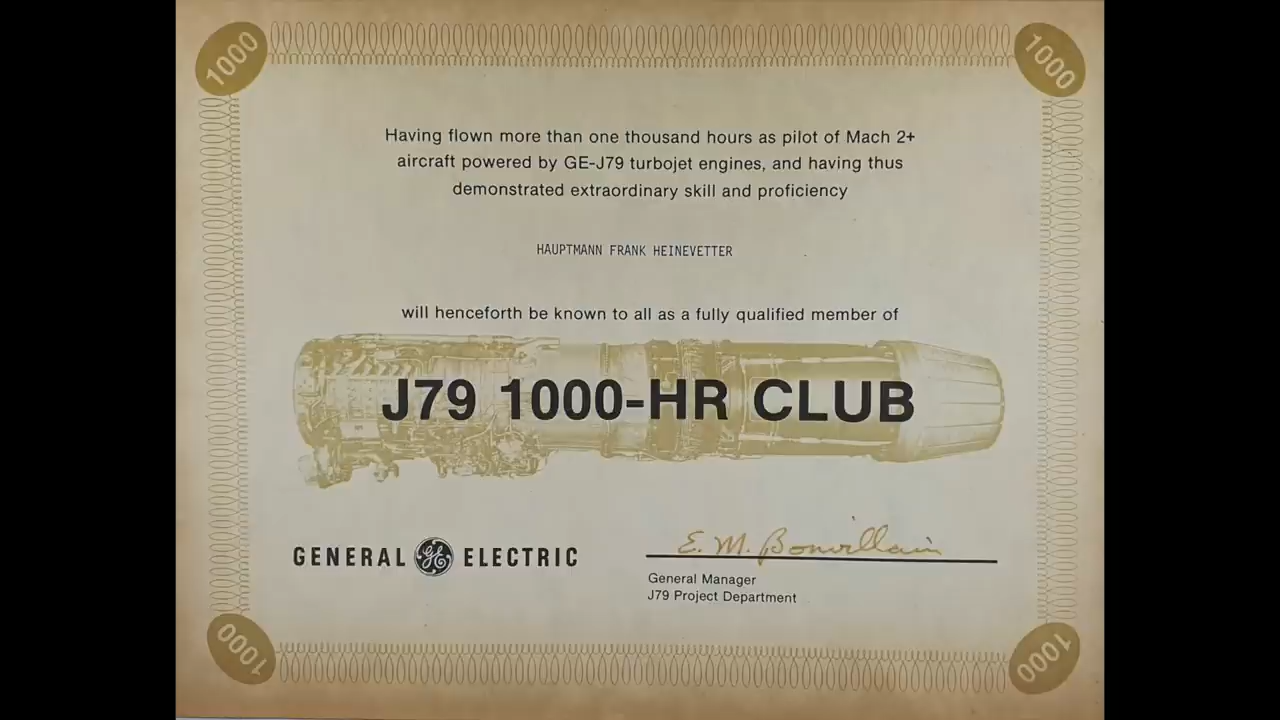 1000
1000
Having flown more than one thousand hours as pilot of Mach 2+
aircraft powered by GE-J79 turbojet engines, and having thus
demonstrated extraordinary skill and proficiency
HAUPTMANN FRANK HEINEVETTER
will henceforth be known to all as a fully qualified member of
J79 1000-HR CLUB
GENERAL GE ELECTRIC
E. M. Bonvillain
General Manager
J79 Project Department
1000
1000